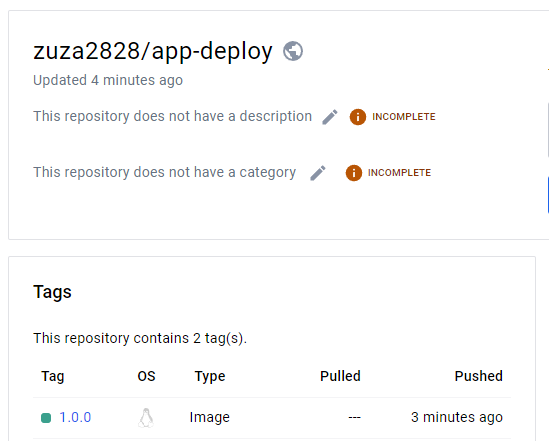 zuza2828/app-deploy
Updated 4 minutes ago
This repository does not have a description INCOMPLETE
This repository does not have a category INCOMPLETE
Tags
This repository contains 2 tag(s).
Tag OS Type Pulled Pushed
1.0.0 Image --- 3 minutes ago